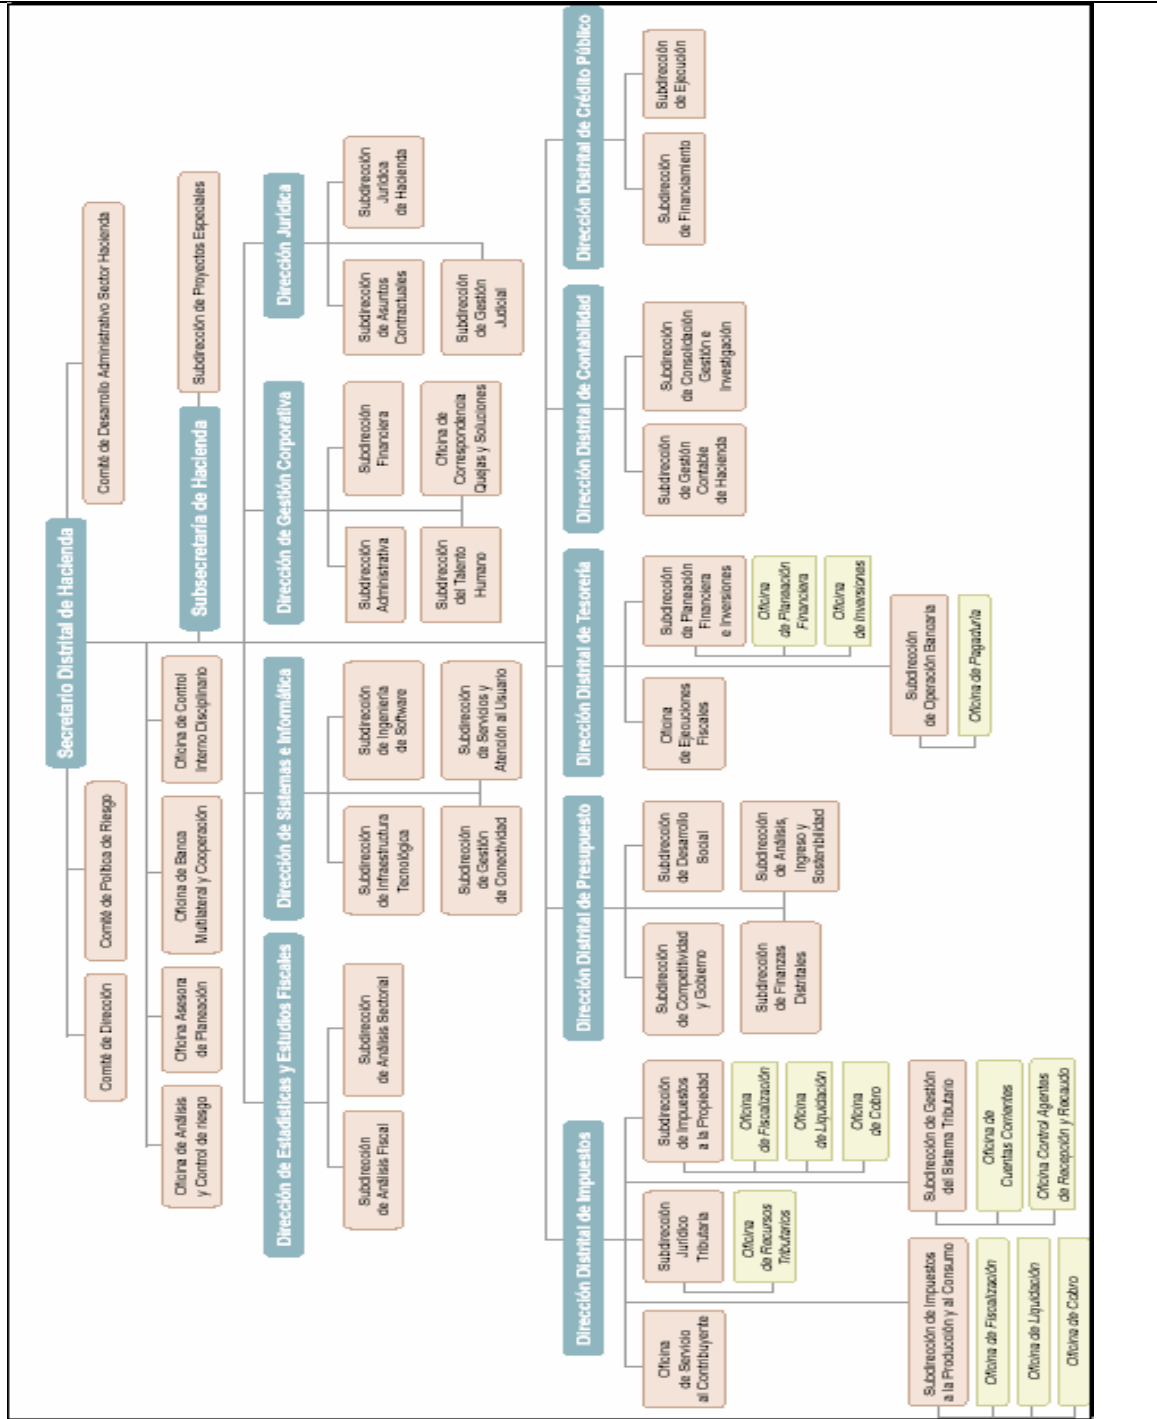 Secretario Distrital de Hacienda
Comité de Dirección
Comité de Política de Riesgo
Comité de Desarrollo Administrativo Sector Hacienda
Oficina de Análisis
y Control de riesgo
Oficina Asesora
de Planeación
Oficina de Banca
Multilateral y Cooperación
Oficina de Control
Interno Disciplinario
Subsecretaría de Hacienda
Subdirección de Proyectos Especiales
Dirección de Estadísticas y Estudios Fiscales
Subdirección
de Análisis Fiscal
Subdirección
de Análisis Sectorial
Dirección de Sistemas e Informática
Subdirección
de Infraestructura
Tecnológica
Subdirección
de Ingeniería
de Software
Subdirección
de Gestión
de Conectividad
Subdirección
de Servicios y
Atención al Usuario
Dirección de Gestión Corporativa
Subdirección
Administrativa
Subdirección
Financiera
Subdirección
del Talento
Humano
Oficina de
Correspondencia
Quejas y Soluciones
Dirección Jurídica
Subdirección
de Asuntos
Contractuales
Subdirección
Jurídica
de Hacienda
Subdirección
de Gestión
Judicial
Dirección Distrital de Impuestos
Oficina
de Servicio
al Contribuyente
Subdirección
Jurídico
Tributaria
Oficina
de Recursos
Tributarios
Subdirección
de Impuestos
a la Propiedad
Oficina
de Fiscalización
Oficina
de Liquidación
Oficina
de Cobro
Subdirección de Impuestos
a la Producción y al Consumo
Oficina de Fiscalización
Oficina de Liquidación
Oficina de Cobro
Subdirección de Gestión
del Sistema Tributario
Oficina de
Cuentas Corrientes
Oficina Control Agentes
de Recepción y Recaudo
Dirección Distrital de Presupuesto
Subdirección
de Competitividad
y Gobierno
Subdirección
de Desarrollo
Social
Subdirección
de Finanzas
Distritales
Subdirección
de Análisis,
Ingreso y
Sostenibilidad
Dirección Distrital de Tesorería
Oficina
de Ejecuciones
Fiscales
Subdirección
de Planeación
Financiera
e Inversiones
Oficina
de Planeación
Financiera
Oficina
de Inversiones
Subdirección
de Operación Bancaria
Oficina de Pagaduría
Dirección Distrital de Contabilidad
Subdirección
de Gestión
Contable
de Hacienda
Subdirección
de Consolidación
Gestión e
Investigación
Dirección Distrital de Crédito Público
Subdirección
de Financiamiento
Subdirección
de Ejecución